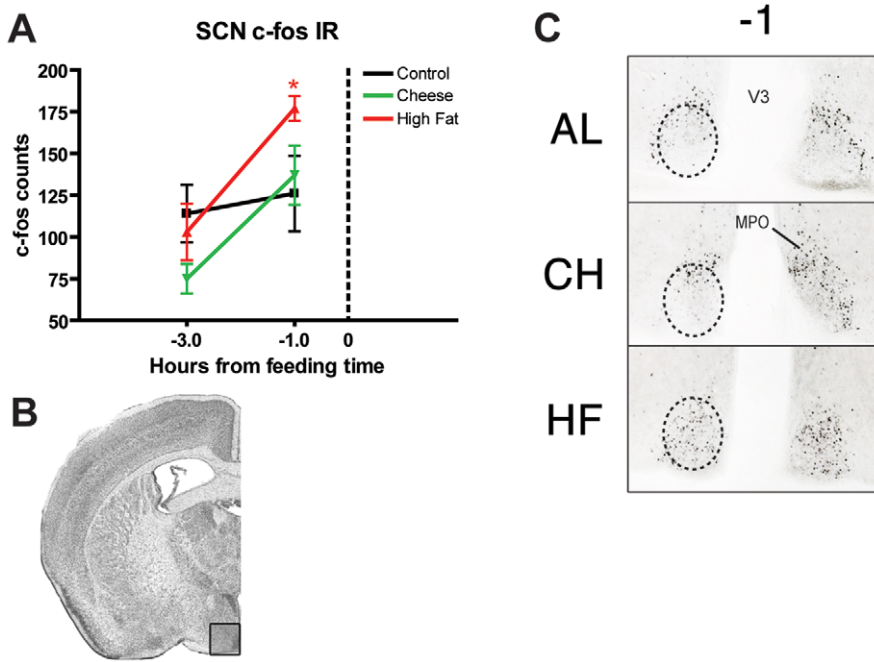 A
SCN c-fos IR
200
175
150
125
100
75
50
c-fos counts
*
Control
Cheese
High Fat
-3.0
-1.0
0
Hours from feeding time
B
C
-1
AL
V3
CH
MPO
HF